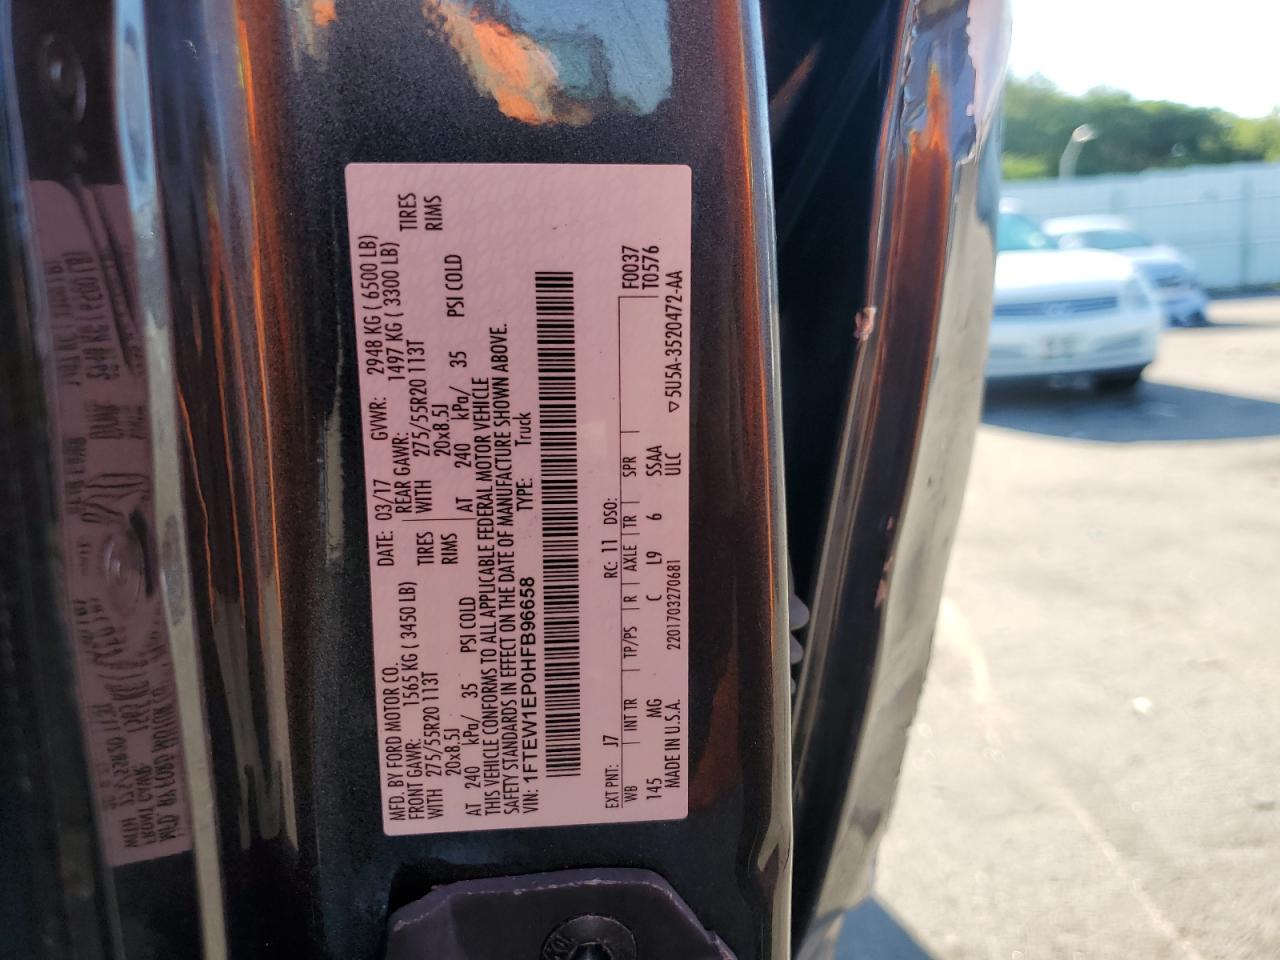 MFD. BY FORD MOTOR CO.
DATE: 03/17 GVWR: 2948 KG ( 6500 LB)
FRONT GAWR: 1565 KG ( 3450 LB) REAR GAWR: 1497 KG ( 3300 LB)
WITH 275/55R20 113T TIRES WITH 275/55R20 113T TIRES
20x8.5J RIMS 20x8.5J RIMS
AT 240 kPa/ 35 PSI COLD AT 240 kPa/ 35 PSI COLD
THIS VEHICLE CONFORMS TO ALL APPLICABLE FEDERAL MOTOR VEHICLE
SAFETY STANDARDS IN EFFECT ON THE DATE OF MANUFACTURE SHOWN ABOVE.
VIN: 1FTEW1EP0HFB96658 TYPE: Truck
EXT PNT: J7 RC: 11 DSO: F0037
WB INT TR TP/PS R AXLE TR SPR T0576
145 MG C L9 6 SSAA
MADE IN U.S.A. 2201703270681 ULC ▽5U5A-3520472-AA